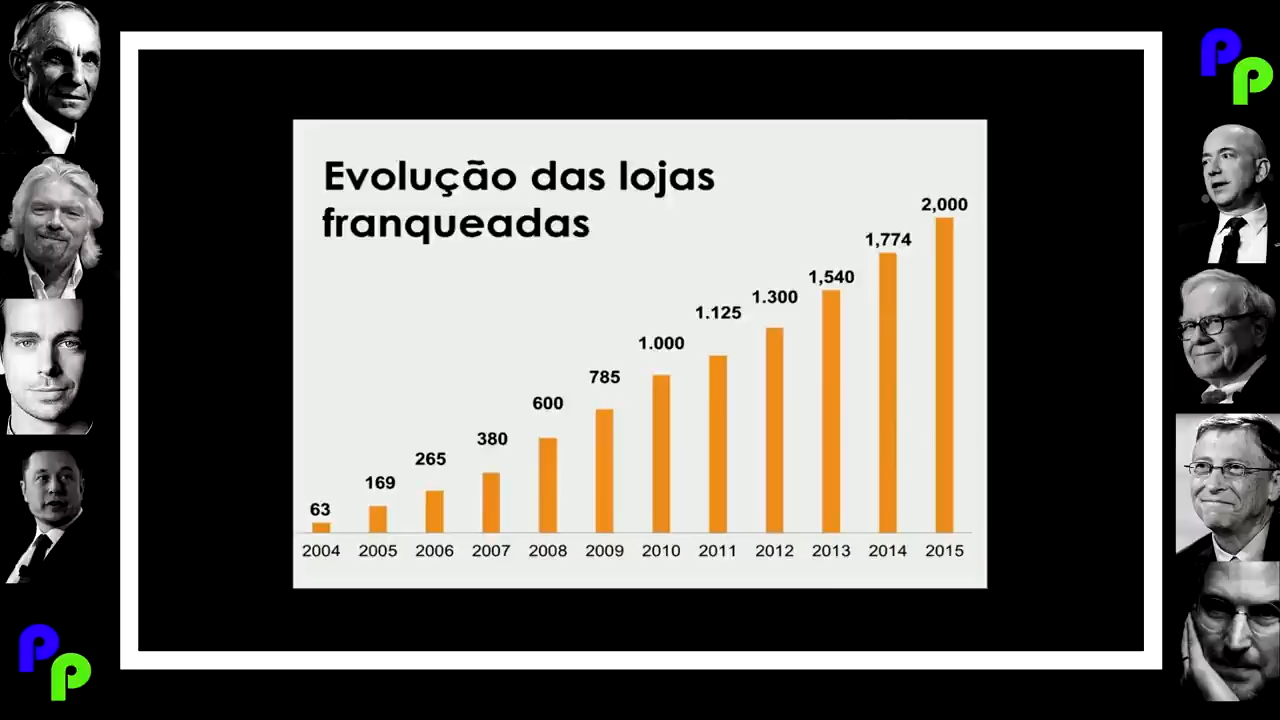 PP
Evolução das lojas
franqueadas
2,000
1,774
1,540
1.300
1.125
1.000
785
600
380
265
169
63
2004 2005 2006 2007 2008 2009 2010 2011 2012 2013 2014 2015
PP